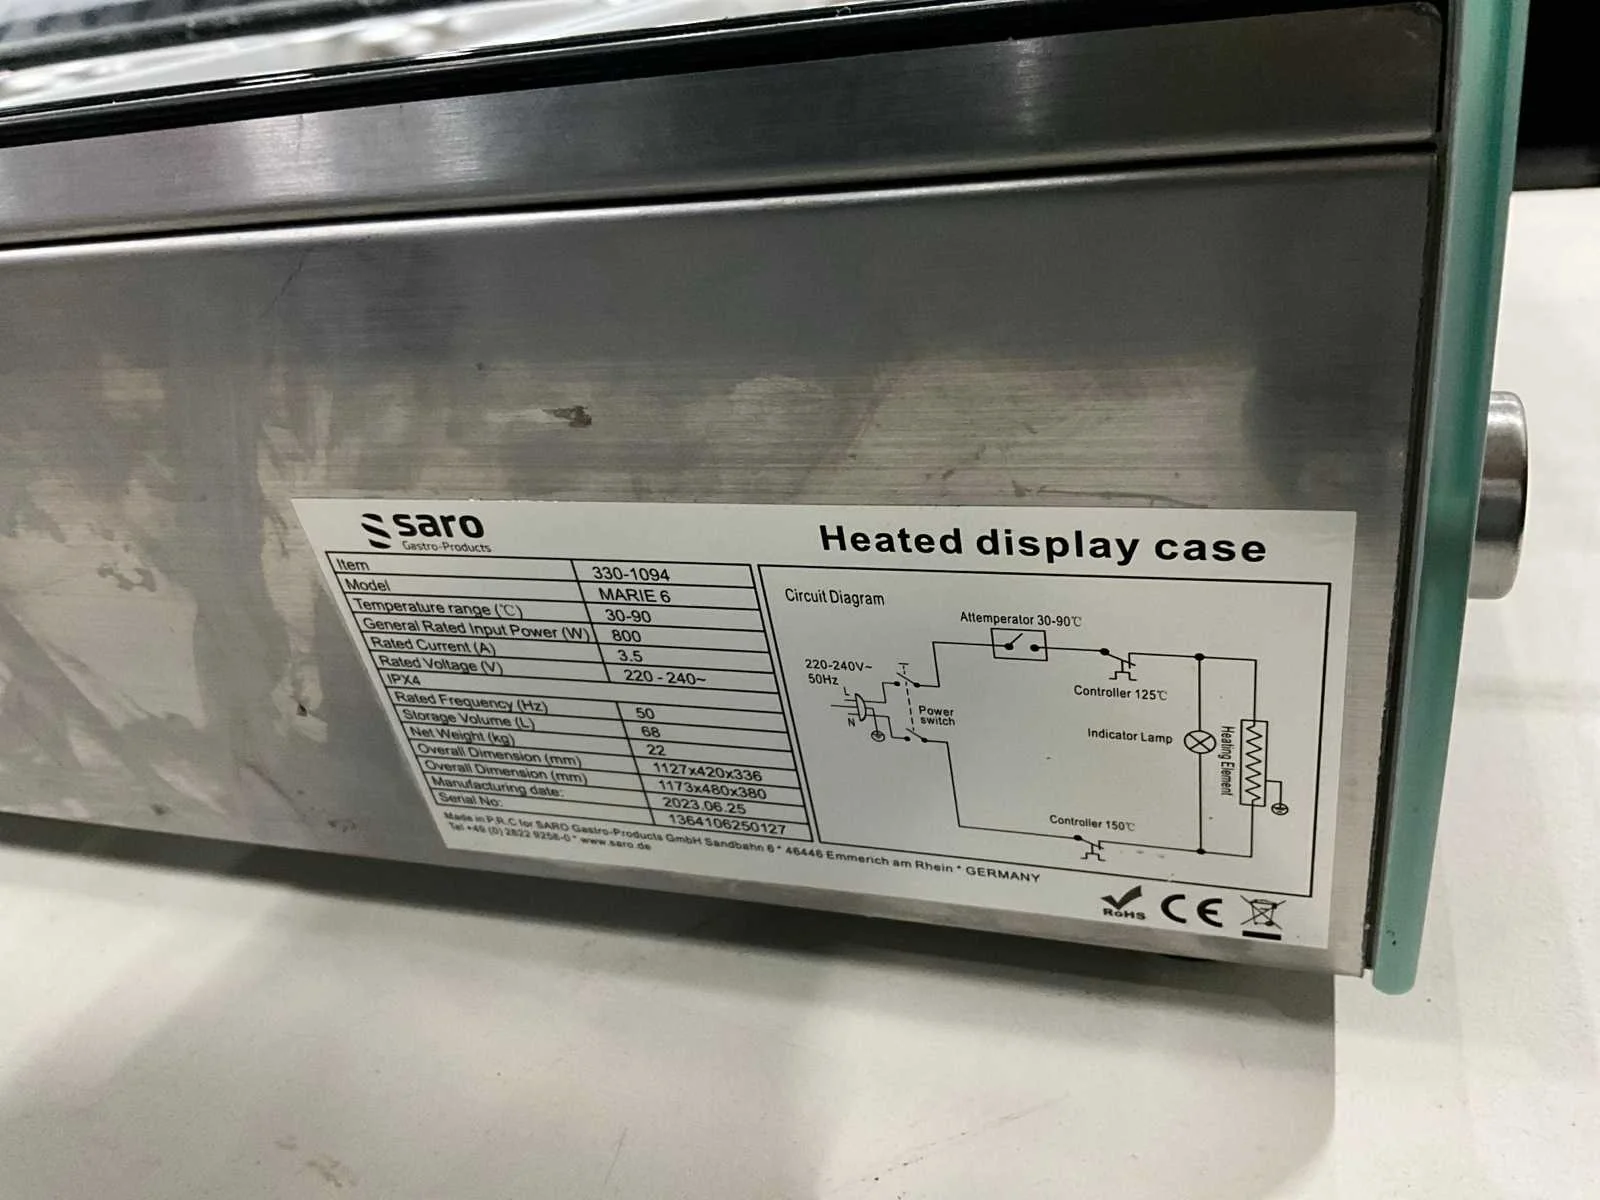 saro
Gastro-Products
Heated display case
Item 330-1094
Model MARIE 6
Temperature range (℃) 30-90
General Rated Input Power (W) 800
Rated Current (A) 3.5
Rated Voltage (V) 220 - 240~
IPX4
Rated Frequency (Hz) 50
Storage Volume (L) 68
Net Weight (kg) 22
Overall Dimension (mm) 1127x420x336
Overall Dimension (mm) 1173x480x380
Manufacturing date: 2023.06.25
Serial No: 1364106250127
Made in P.R.C for SARO Gastro-Products GmbH Sandbahn 6 * 46446 Emmerich am Rhein * GERMANY
Tel +49 (0) 2822 9258-0 * www.saro.de
Circuit Diagram
Attemperator 30-90℃
220-240V~
50Hz
L
N
Power
switch
Controller 125℃
Indicator Lamp
Heating Element
Controller 150℃
RoHS CE